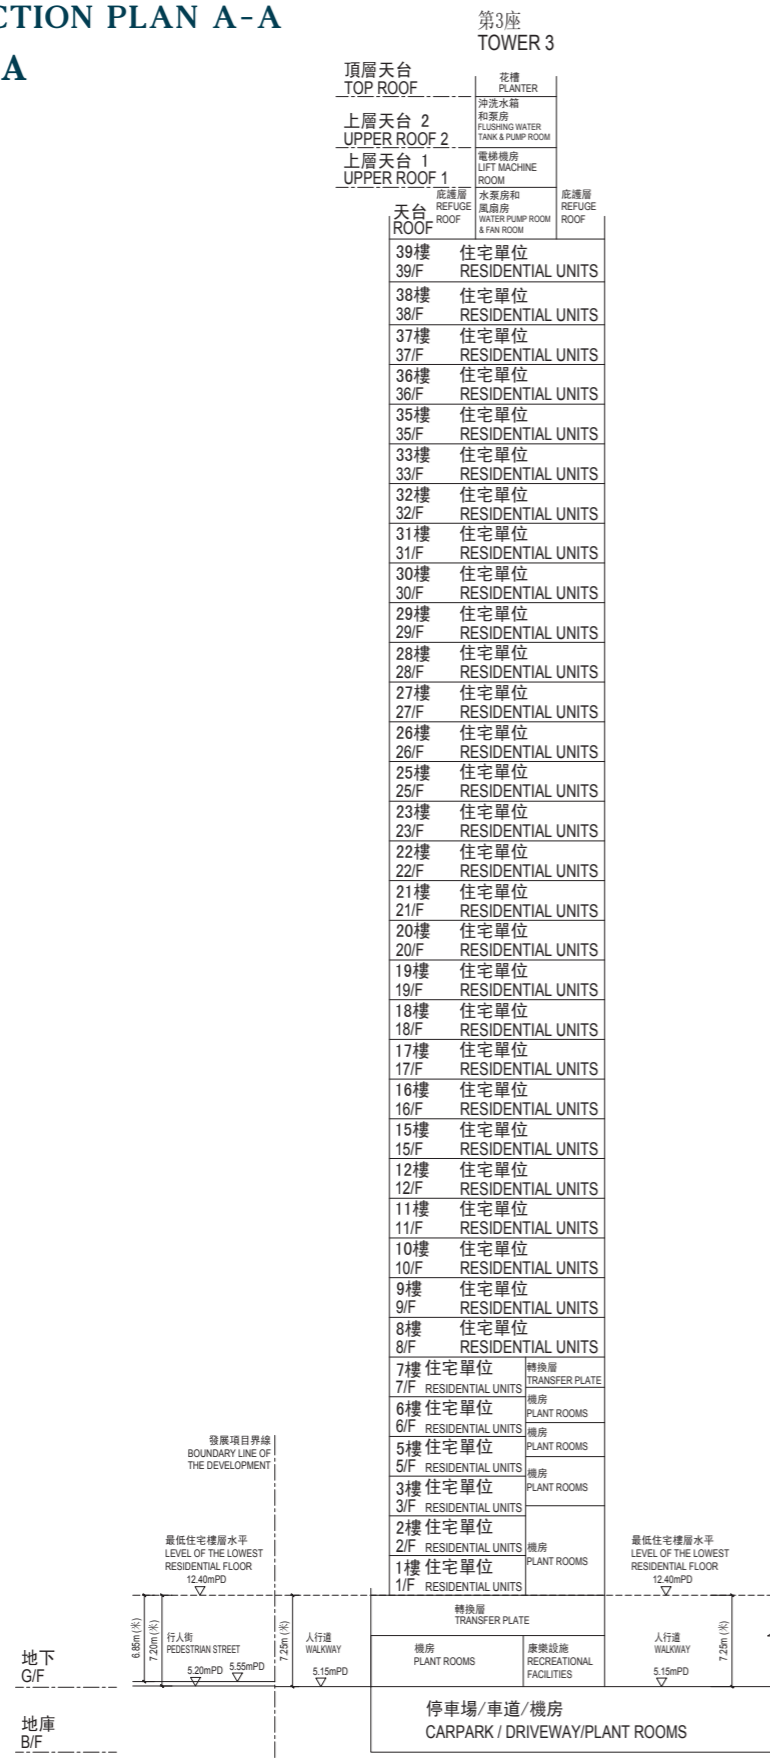 CTION PLAN A-A
A
第3座
TOWER 3
頂層天台
TOP ROOF
花槽
PLANTER
上層天台 2
UPPER ROOF 2
沖洗水箱
和泵房
FLUSHING WATER
TANK & PUMP ROOM
上層天台 1
UPPER ROOF 1
電梯機房
LIFT MACHINE
ROOM
天台
ROOF
庇護層
REFUGE
ROOF
水泵房和
風扇房
WATER PUMP ROOM
& FAN ROOM
庇護層
REFUGE
ROOF
39樓 住宅單位
39/F RESIDENTIAL UNITS
38樓 住宅單位
38/F RESIDENTIAL UNITS
37樓 住宅單位
37/F RESIDENTIAL UNITS
36樓 住宅單位
36/F RESIDENTIAL UNITS
35樓 住宅單位
35/F RESIDENTIAL UNITS
33樓 住宅單位
33/F RESIDENTIAL UNITS
32樓 住宅單位
32/F RESIDENTIAL UNITS
31樓 住宅單位
31/F RESIDENTIAL UNITS
30樓 住宅單位
30/F RESIDENTIAL UNITS
29樓 住宅單位
29/F RESIDENTIAL UNITS
28樓 住宅單位
28/F RESIDENTIAL UNITS
27樓 住宅單位
27/F RESIDENTIAL UNITS
26樓 住宅單位
26/F RESIDENTIAL UNITS
25樓 住宅單位
25/F RESIDENTIAL UNITS
23樓 住宅單位
23/F RESIDENTIAL UNITS
22樓 住宅單位
22/F RESIDENTIAL UNITS
21樓 住宅單位
21/F RESIDENTIAL UNITS
20樓 住宅單位
20/F RESIDENTIAL UNITS
19樓 住宅單位
19/F RESIDENTIAL UNITS
18樓 住宅單位
18/F RESIDENTIAL UNITS
17樓 住宅單位
17/F RESIDENTIAL UNITS
16樓 住宅單位
16/F RESIDENTIAL UNITS
15樓 住宅單位
15/F RESIDENTIAL UNITS
12樓 住宅單位
12/F RESIDENTIAL UNITS
11樓 住宅單位
11/F RESIDENTIAL UNITS
10樓 住宅單位
10/F RESIDENTIAL UNITS
9樓 住宅單位
9/F RESIDENTIAL UNITS
8樓 住宅單位
8/F RESIDENTIAL UNITS
7樓 住宅單位
7/F RESIDENTIAL UNITS
轉換層
TRANSFER PLATE
6樓 住宅單位
6/F RESIDENTIAL UNITS
機房
PLANT ROOMS
5樓 住宅單位
5/F RESIDENTIAL UNITS
機房
PLANT ROOMS
3樓 住宅單位
3/F RESIDENTIAL UNITS
機房
PLANT ROOMS
2樓 住宅單位
2/F RESIDENTIAL UNITS
1樓 住宅單位
1/F RESIDENTIAL UNITS
機房
PLANT ROOMS
發展項目界線
BOUNDARY LINE OF
THE DEVELOPMENT
最低住宅樓層水平
LEVEL OF THE LOWEST
RESIDENTIAL FLOOR
12.40mPD
最低住宅樓層水平
LEVEL OF THE LOWEST
RESIDENTIAL FLOOR
12.40mPD
轉換層
TRANSFER PLATE
地下
G/F
6.85m (米)
7.20m (米)
行人街
PEDESTRIAN STREET
5.20mPD 5.55mPD
7.25m (米)
人行道
WALKWAY
5.15mPD
機房
PLANT ROOMS
康樂設施
RECREATIONAL
FACILITIES
人行道
WALKWAY
5.15mPD
7.25m (米)
地庫
B/F
停車場/車道/機房
CARPARK / DRIVEWAY/PLANT ROOMS